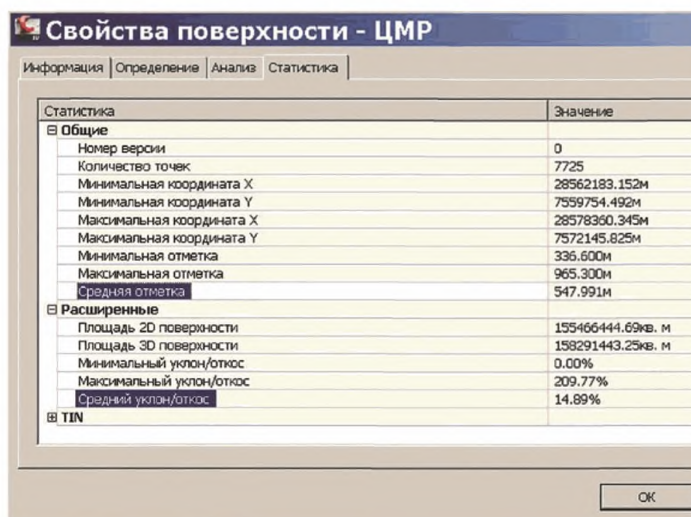 Свойства поверхности - ЦМР
Информация Определение Анализ Статистика
Статистика Значение
Общие
Номер версии 0
Количество точек 7725
Минимальная координата X 28562183.152м
Минимальная координата Y 7559754.492м
Максимальная координата X 28578360.345м
Максимальная координата Y 7572145.825м
Минимальная отметка 336.600м
Максимальная отметка 965.300м
Средняя отметка 547.991м
Расширенные
Площадь 2D поверхности 155466444.69кв. м
Площадь 3D поверхности 158291443.25кв. м
Минимальный уклон/откос 0.00%
Максимальный уклон/откос 209.77%
Средний уклон/откос 14.89%
TIN
OK